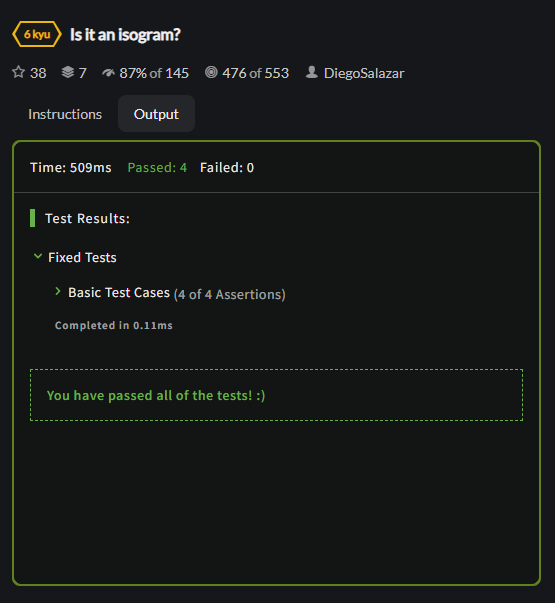 6 kyu Is it an isogram?
38 7 87% of 145 476 of 553 DiegoSalazar
Instructions Output
Time: 509ms Passed: 4 Failed: 0
Test Results:
Fixed Tests
Basic Test Cases (4 of 4 Assertions)
Completed in 0.11ms
You have passed all of the tests! :)